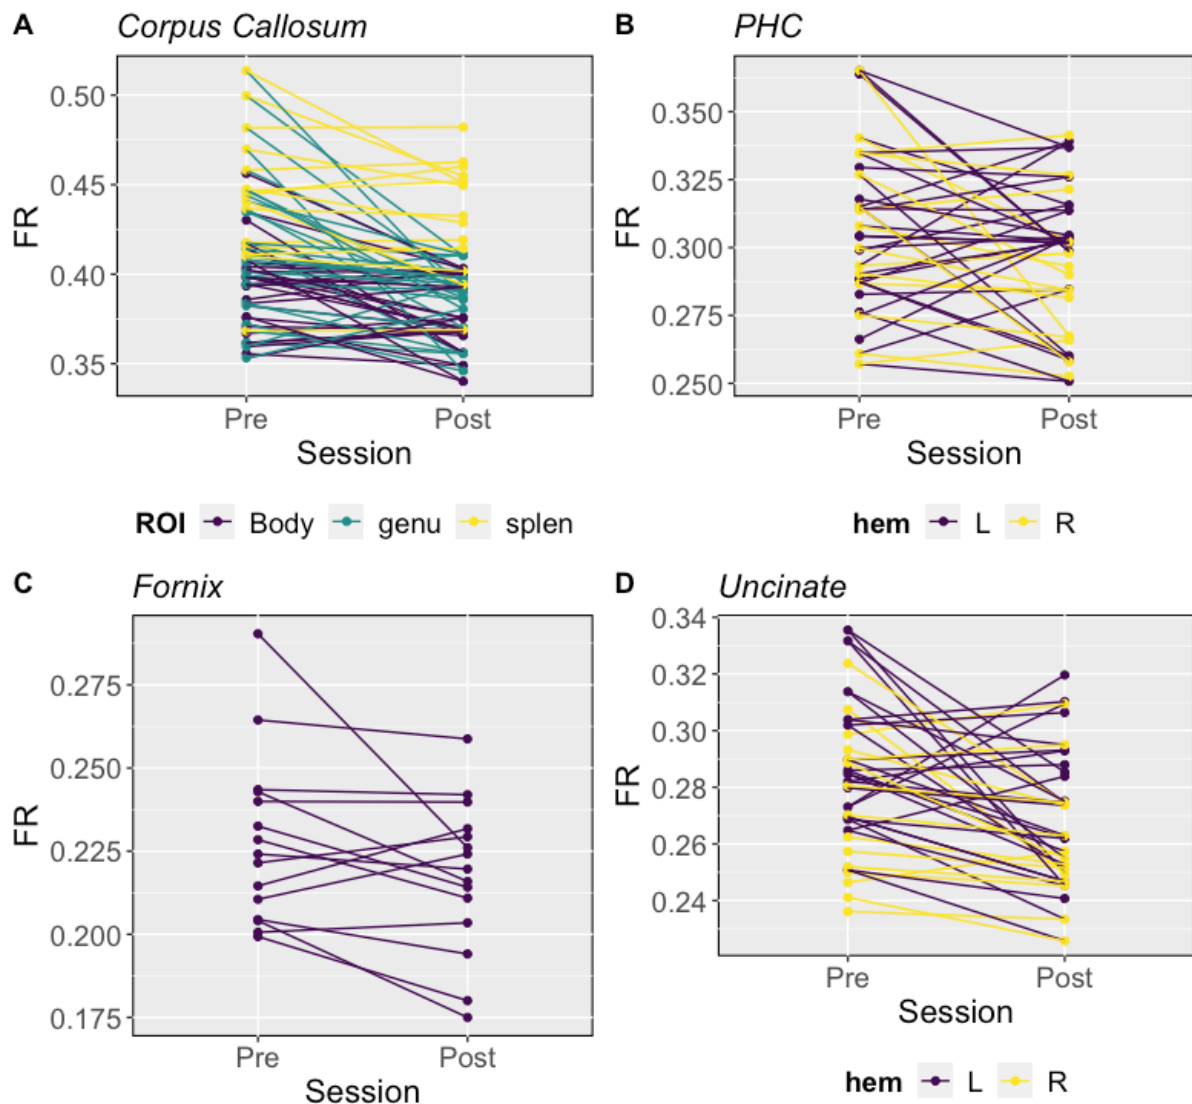 A Corpus Callosum
FR
0.50
0.45
0.40
0.35
Pre Post
Session
ROI Body genu splen
B PHC
FR
0.350
0.325
0.300
0.275
0.250
Pre Post
Session
hem L R
C Fornix
FR
0.275
0.250
0.225
0.200
0.175
Pre Post
Session
D Uncinate
FR
0.34
0.32
0.30
0.28
0.26
0.24
Pre Post
Session
hem L R